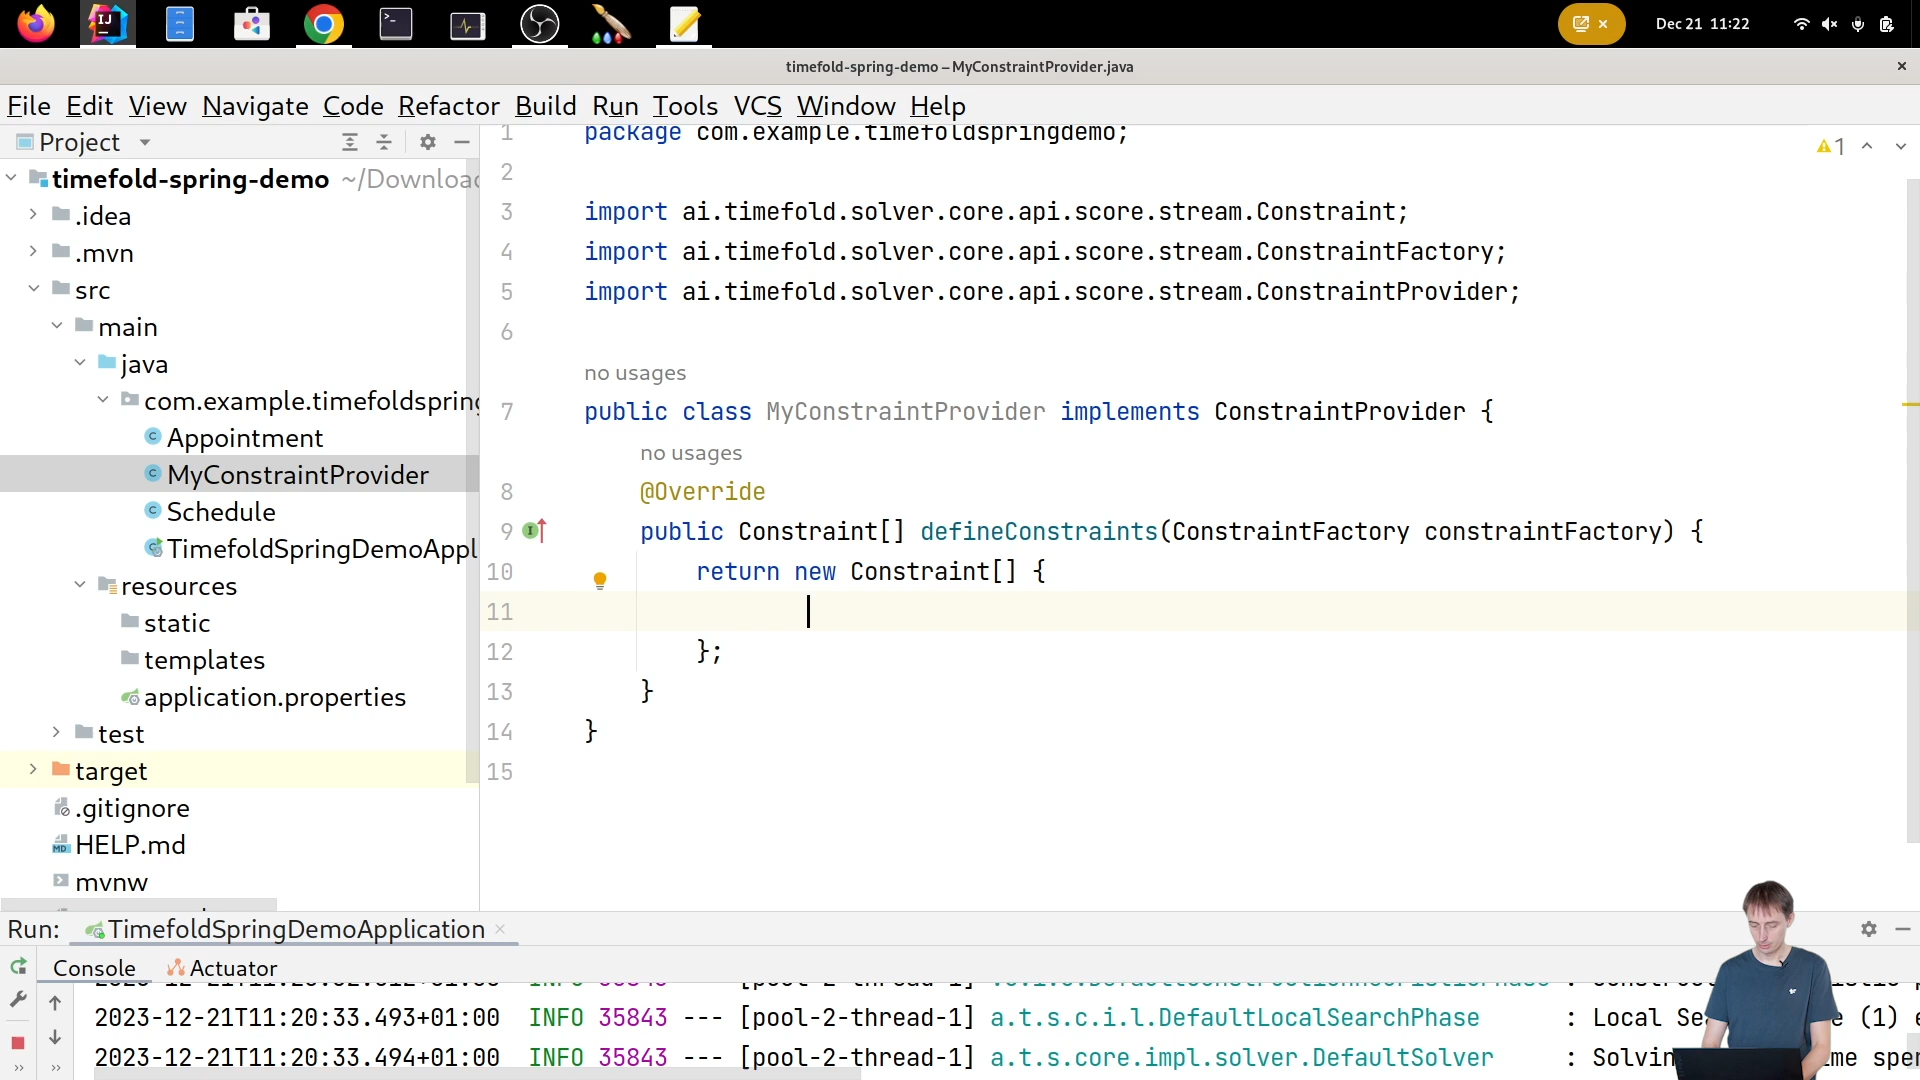 Dec 21 11:22
timefold-spring-demo – MyConstraintProvider.java
File Edit View Navigate Code Refactor Build Run Tools VCS Window Help
Project
timefold-spring-demo ~/Downloa
.idea
.mvn
src
main
java
com.example.timefoldspring
Appointment
MyConstraintProvider
Schedule
TimefoldSpringDemoAppl
resources
static
templates
application.properties
test
target
.gitignore
HELP.md
mvnw
1 package com.example.timefoldspringdemo;
2
3 import ai.timefold.solver.core.api.score.stream.Constraint;
4 import ai.timefold.solver.core.api.score.stream.ConstraintFactory;
5 import ai.timefold.solver.core.api.score.stream.ConstraintProvider;
6
no usages
7 public class MyConstraintProvider implements ConstraintProvider {
no usages
8 @Override
9 public Constraint[] defineConstraints(ConstraintFactory constraintFactory) {
10 return new Constraint[] {
11
12 };
13 }
14 }
15
1
Run: TimefoldSpringDemoApplication
Console Actuator
2023-12-21T11:20:33.493+01:00 INFO 35843 --- [pool-2-thread-1] a.t.s.c.i.l.DefaultLocalSearchPhase : Local Sea e (1) e
2023-12-21T11:20:33.494+01:00 INFO 35843 --- [pool-2-thread-1] a.t.s.core.impl.solver.DefaultSolver : Solvin me spe